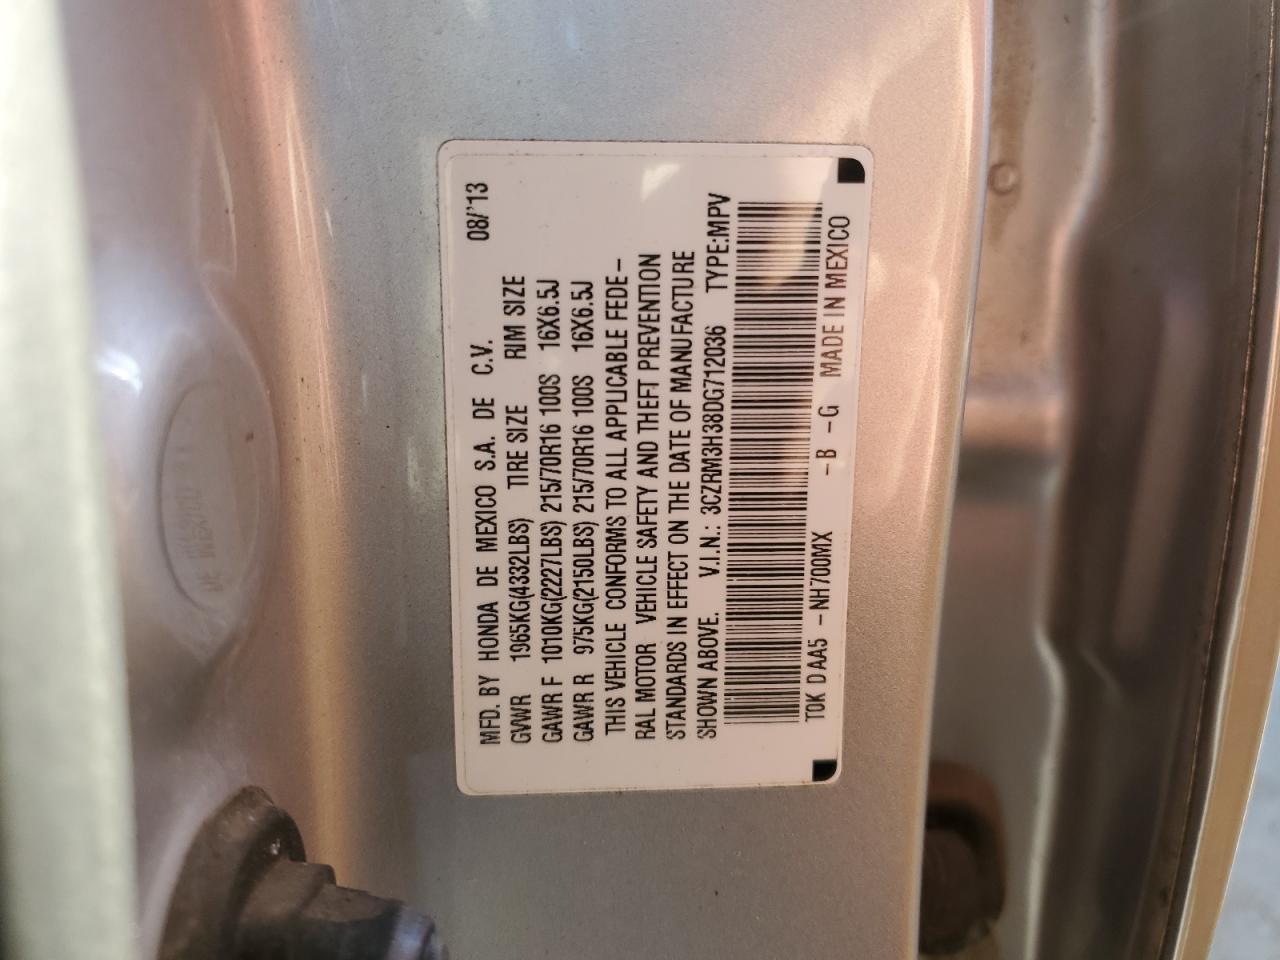 MFD. BY HONDA DE MEXICO S.A. DE C.V. 08/'13
GVWR 1965KG(4332LBS) TIRE SIZE RIM SIZE
GAWR F 1010KG(2227LBS) 215/70R16 100S 16X6.5J
GAWR R 975KG(2150LBS) 215/70R16 100S 16X6.5J
THIS VEHICLE CONFORMS TO ALL APPLICABLE FEDE-
RAL MOTOR VEHICLE SAFETY AND THEFT PREVENTION
STANDARDS IN EFFECT ON THE DATE OF MANUFACTURE
SHOWN ABOVE. V.I.N.: 3CZRM3H38DG712036 TYPE:MPV
T0K DAA5 -NH700MX -B -G MADE IN MEXICO